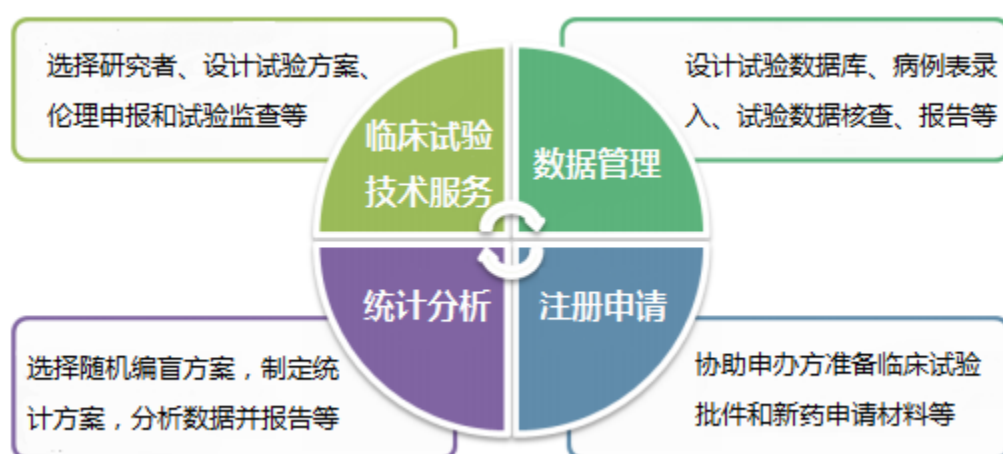 选择研究者、设计试验方案、
伦理申报和试验监查等
设计试验数据库、病例表录
入、试验数据核查、报告等
临床试验
技术服务
数据管理
统计分析
注册申请
选择随机编盲方案，制定统
计方案，分析数据并报告等
协助申办方准备临床试验
批件和新药申请材料等